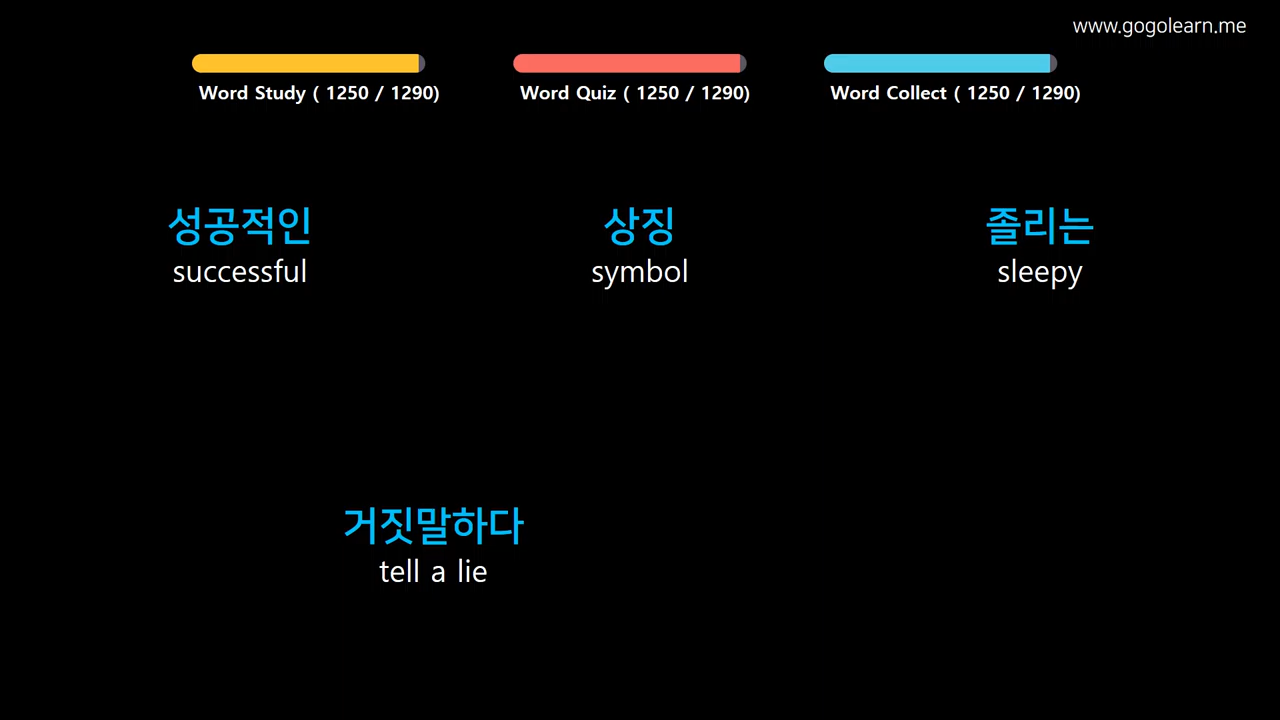 www.gogolearn.me
Word Study ( 1250 / 1290)
Word Quiz ( 1250 / 1290)
Word Collect ( 1250 / 1290)
성공적인
successful
상징
symbol
졸리는
sleepy
거짓말하다
tell a lie